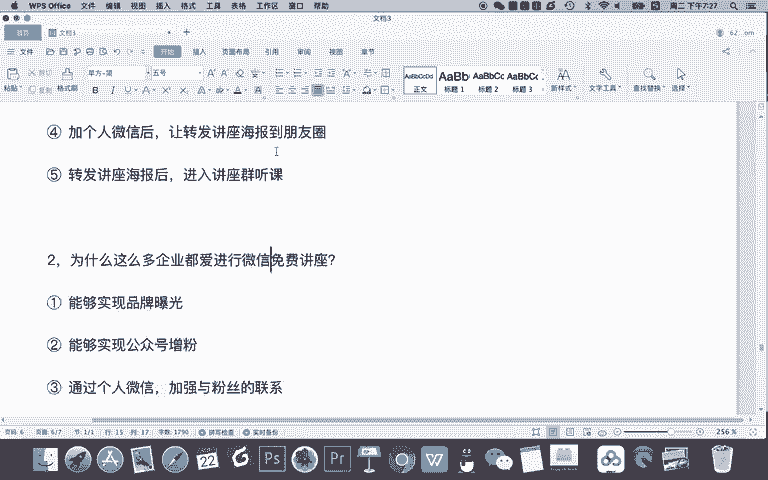 WPS Office 文件 编辑 视图 插入 格式 工具 表格 工作区 窗口 帮助
周二 下午7:27
文档3
首页 文档3
文件 开始 插入 页面布局 引用 审阅 视图 章节
粘贴 剪切 复制 格式刷 五号
AaBbCcDd AaBb AaBbCc AaBbCc
正文 标题 1 标题 2 标题 3 新样式 文字工具 查找替换 选择
④ 加个人微信后，让转发讲座海报到朋友圈
⑤ 转发讲座海报后，进入讲座群听课
2，为什么这么多企业都爱进行微信免费讲座?
① 能够实现品牌曝光
② 能够实现公众号增粉
③ 通过个人微信，加强与粉丝的联系
页码: 6 页面: 6/7 节: 1/1 行: 15 列: 17 字数: 1790 拼写检查 实时备份 256 %
22 Ps Pr